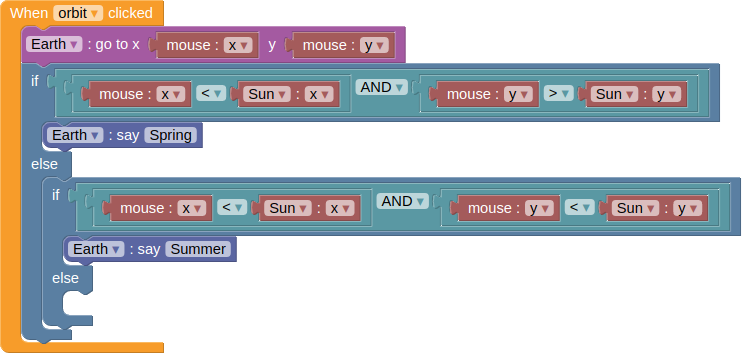 When orbit ▾ clicked
Earth ▾ : go to x mouse : x ▾ y mouse : y ▾
if mouse : x ▾ < ▾ Sun ▾ : x ▾ AND ▾ mouse : y ▾ > ▾ Sun ▾ : y ▾
Earth ▾ : say Spring
else
if mouse : x ▾ < ▾ Sun ▾ : x ▾ AND ▾ mouse : y ▾ < ▾ Sun ▾ : y ▾
Earth ▾ : say Summer
else